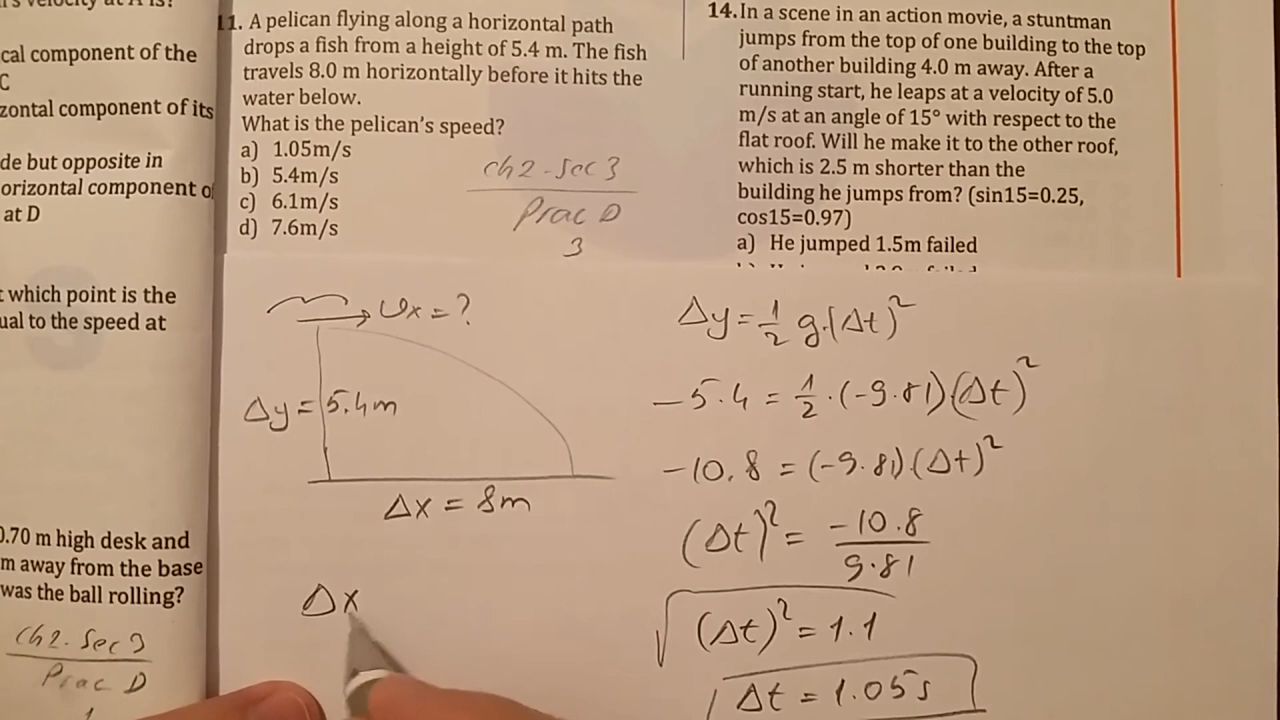 cal component of the
C
zontal component of its
de but opposite in
orizontal component o
at D
which point is the
ual to the speed at
0.70 m high desk and
m away from the base
was the ball rolling?
Ch2. Sec 3
Prac D
11. A pelican flying along a horizontal path
drops a fish from a height of 5.4 m. The fish
travels 8.0 m horizontally before it hits the
water below.
What is the pelican's speed?
a) 1.05m/s
b) 5.4m/s
c) 6.1m/s
d) 7.6m/s
Ch2 - Sec 3
Prac D
3
υx = ?
Δy = 5.4m
Δx = 8m
Δx
14. In a scene in an action movie, a stuntman
jumps from the top of one building to the top
of another building 4.0 m away. After a
running start, he leaps at a velocity of 5.0
m/s at an angle of 15° with respect to the
flat roof. Will he make it to the other roof,
which is 2.5 m shorter than the
building he jumps from? (sin15=0.25,
cos15=0.97)
a) He jumped 1.5m failed
Δy = 1/2 g.(Δt)²
-5.4 = 1/2 · (-9.81)(Δt)²
-10.8 = (-9.81).(Δt)²
(Δt)² = -10.8 / 9.81
√(Δt)² = 1.1
Δt = 1.05s